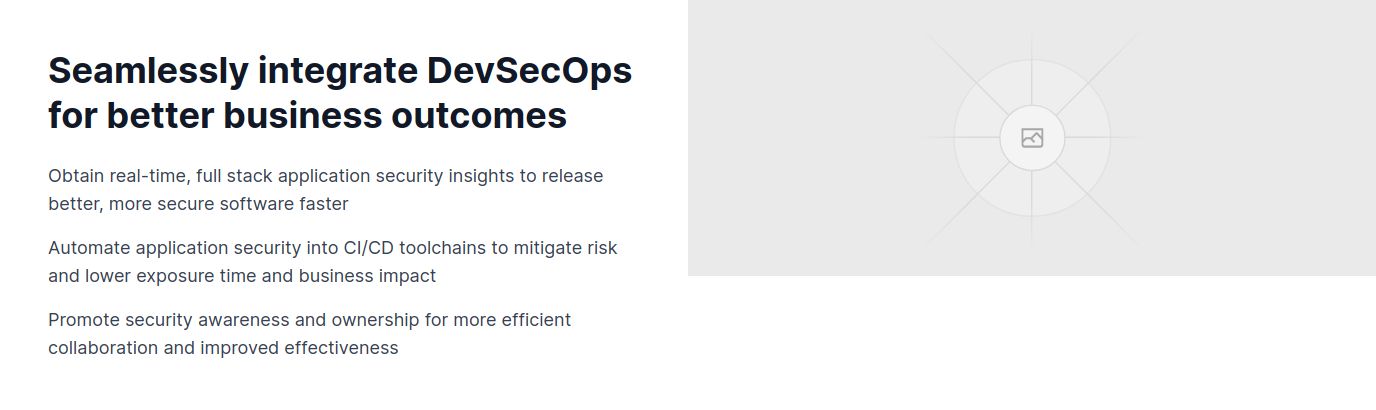 Seamlessly integrate DevSecOps
for better business outcomes
Obtain real-time, full stack application security insights to release
better, more secure software faster
Automate application security into CI/CD toolchains to mitigate risk
and lower exposure time and business impact
Promote security awareness and ownership for more efficient
collaboration and improved effectiveness